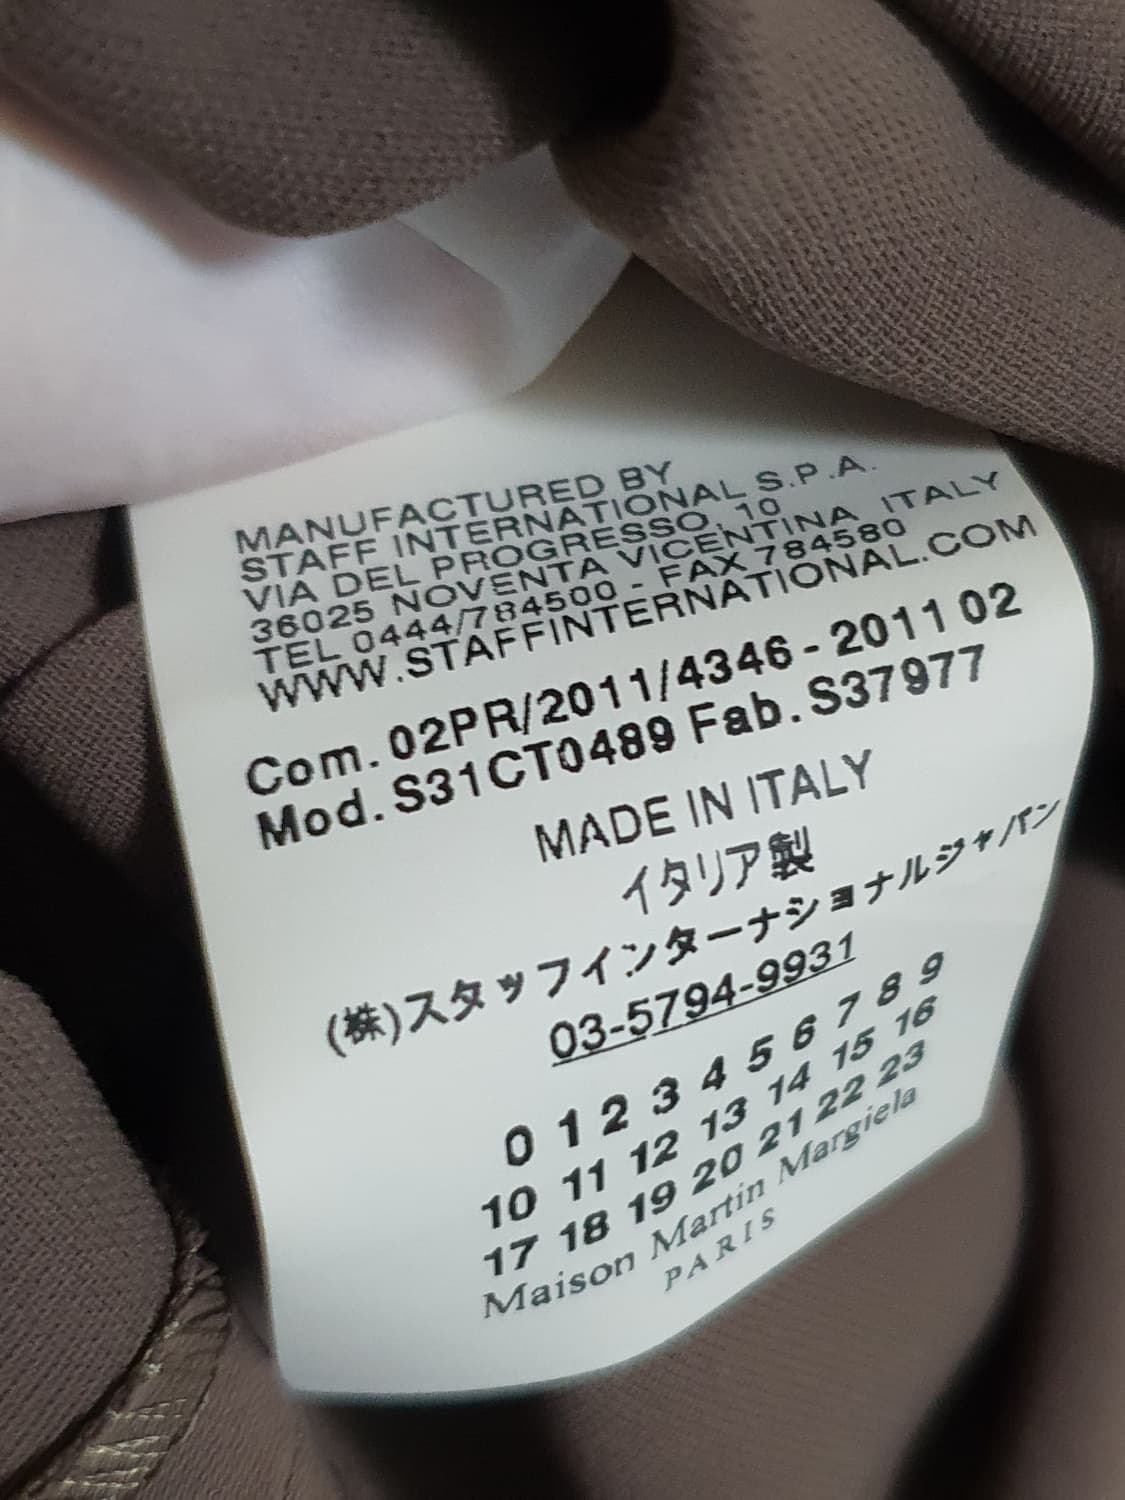 MANUFACTURED BY
STAFF INTERNATIONAL S.P.A.
VIA DEL PROGRESSO, 10
36025 NOVENTA VICENTINA ITALY
TEL 0444/784500 - FAX 784580
WWW.STAFFINTERNATIONAL.COM
Com. 02PR/2011/4346 - 2011 02
Mod. S31CT0489 Fab. S37977
MADE IN ITALY
イタリア製
(株)スタッフインターナショナルジャパン
03-5794-9931
0 1 2 3 4 5 6 7 8 9
10 11 12 13 14 15 16
17 18 19 20 21 22 23
Maison Martin Margiela
PARIS